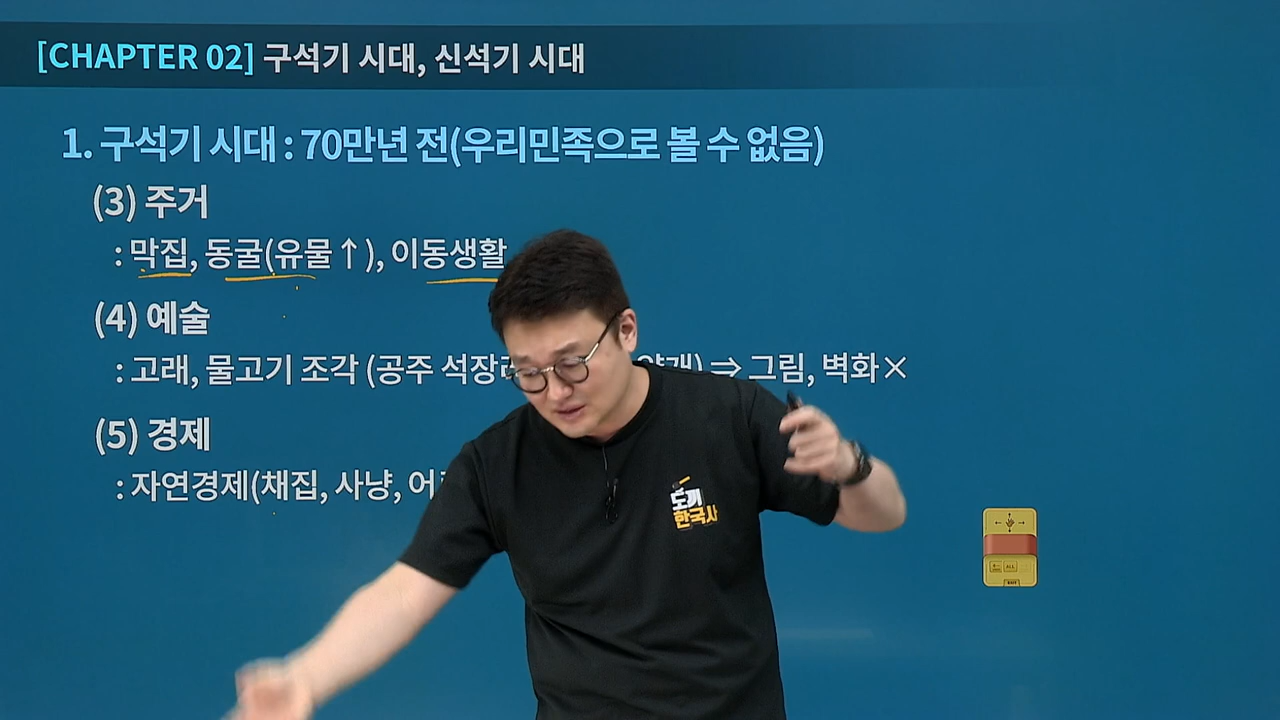 [CHAPTER 02] 구석기 시대, 신석기 시대
1. 구석기 시대 : 70만년 전(우리민족으로 볼 수 없음)
(3) 주거
: 막집, 동굴(유물↑), 이동생활
(4) 예술
: 고래, 물고기 조각 (공주 석장 ⇒ 그림, 벽화×
(5) 경제
: 자연경제(채집, 사냥,
도끼
한국사
ALL